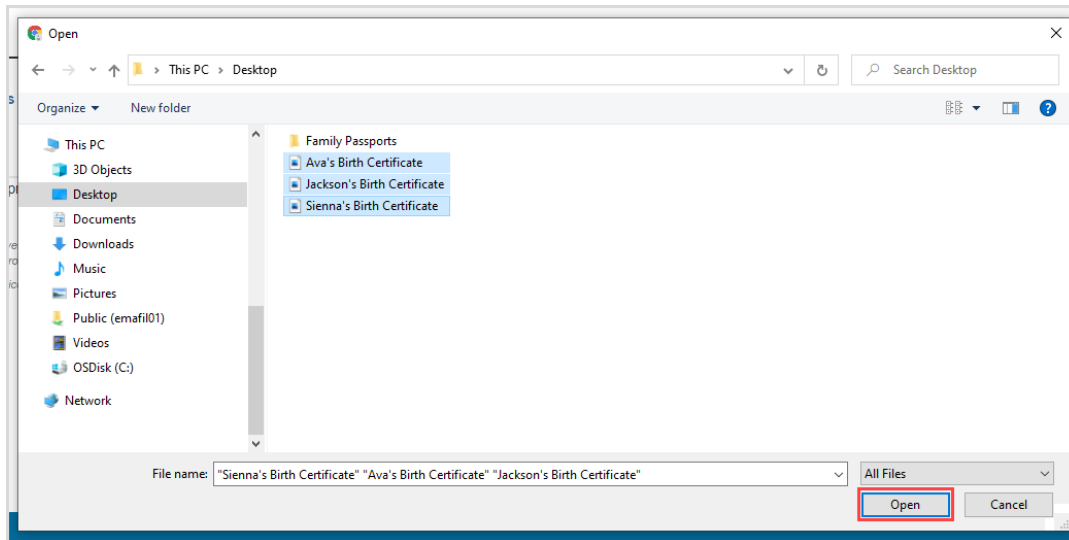 Open
This PC > Desktop
Search Desktop
Organize
New folder
This PC
3D Objects
Desktop
Documents
Downloads
Music
Pictures
Public (emafil01)
Videos
OSDisk (C:)
Network
Family Passports
Ava's Birth Certificate
Jackson's Birth Certificate
Sienna's Birth Certificate
File name: "Sienna's Birth Certificate" "Ava's Birth Certificate" "Jackson's Birth Certificate"
All Files
Open
Cancel